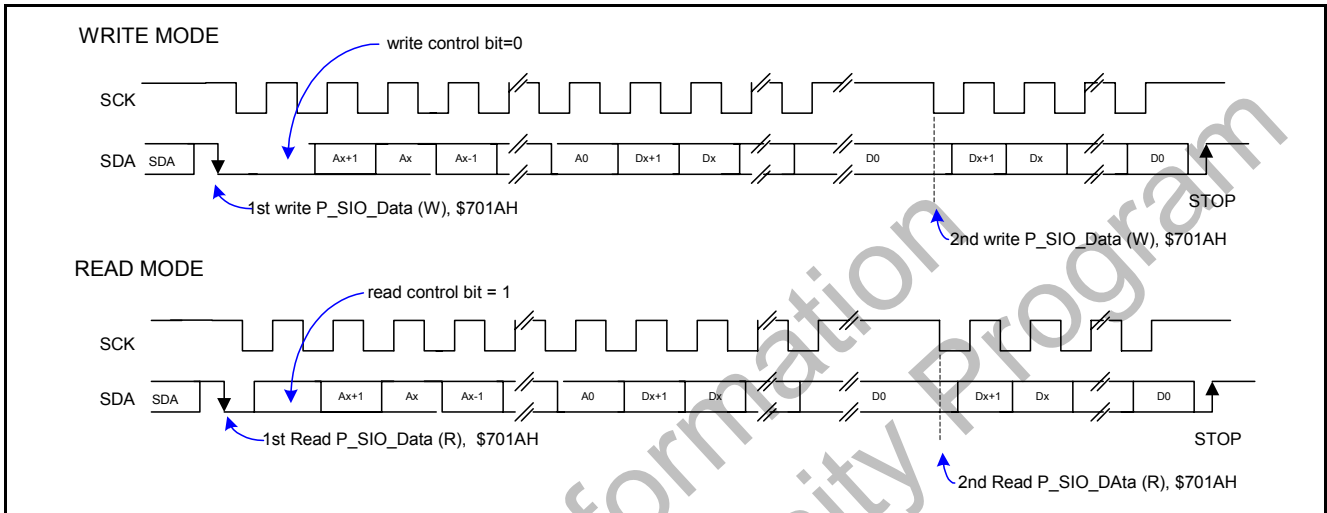 WRITE MODE
write control bit=0
SCK
SDA SDA Ax+1 Ax Ax-1 A0 Dx+1 Dx D0 Dx+1 Dx D0
1st write P_SIO_Data (W), $701AH
STOP
2nd write P_SIO_Data (W), $701AH
READ MODE
read control bit = 1
SCK
SDA SDA Ax+1 Ax Ax-1 A0 Dx+1 Dx D0 Dx+1 Dx D0
1st Read P_SIO_Data (R), $701AH
STOP
2nd Read P_SIO_DAta (R), $701AH